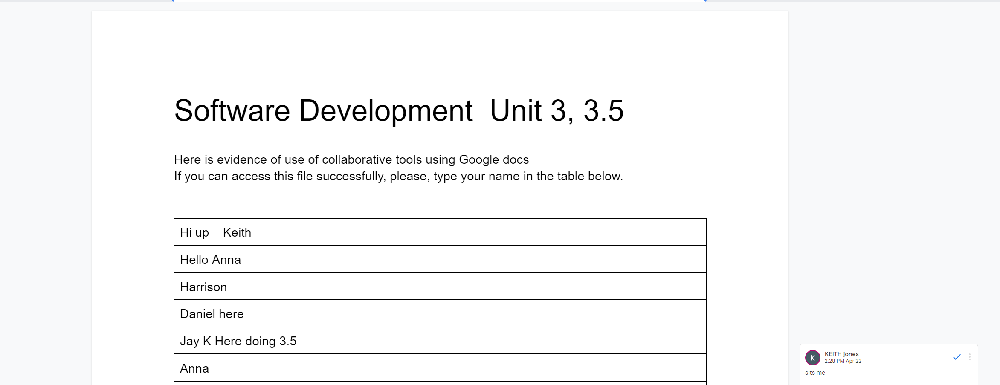 Software Development  Unit 3, 3.5
Here is evidence of use of collaborative tools using Google docs
If you can access this file successfully, please, type your name in the table below.
Hi up    Keith
Hello Anna
Harrison
Daniel here
Jay K Here doing 3.5
Anna
K
KEITH jones
2:28 PM Apr 22
sits me